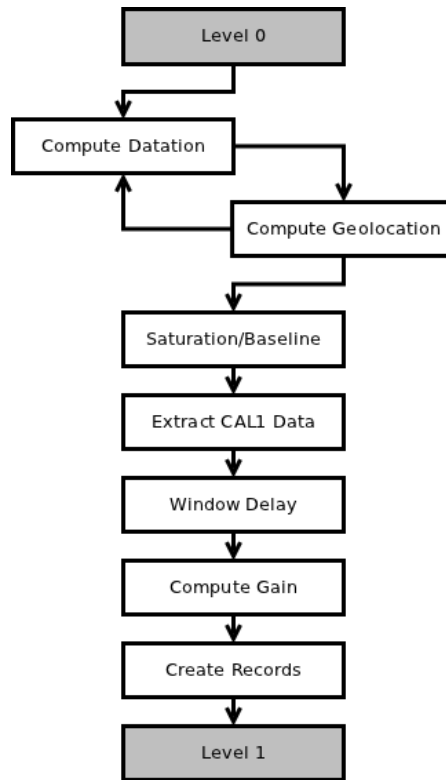 Level 0
Compute Datation
Compute Geolocation
Saturation/Baseline
Extract CAL1 Data
Window Delay
Compute Gain
Create Records
Level 1